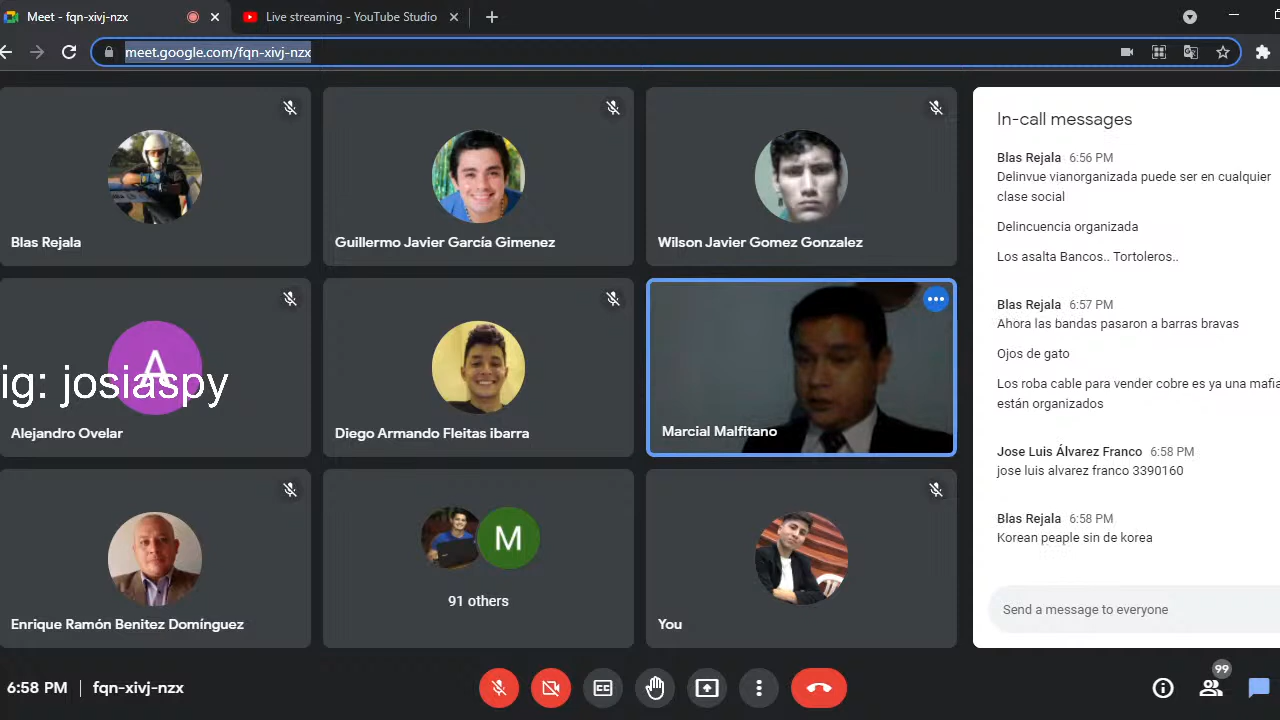 Meet - fqn-xivj-nzx
Live streaming - YouTube Studio
meet.google.com/fqn-xivj-nzx
Blas Rejala
Guillermo Javier García Gimenez
Wilson Javier Gomez Gonzalez
A
ig: josiaspy
Alejandro Ovelar
Diego Armando Fleitas ibarra
Marcial Malfitano
Enrique Ramón Benitez Domínguez
M
91 others
You
In-call messages
Blas Rejala 6:56 PM
Delinvue vianorganizada puede ser en cualquier
clase social
Delincuencia organizada
Los asalta Bancos.. Tortoleros..
Blas Rejala 6:57 PM
Ahora las bandas pasaron a barras bravas
Ojos de gato
Los roba cable para vender cobre es ya una mafia
están organizados
Jose Luis Álvarez Franco 6:58 PM
jose luis alvarez franco 3390160
Blas Rejala 6:58 PM
Korean peaple sin de korea
Send a message to everyone
6:58 PM | fqn-xivj-nzx
99